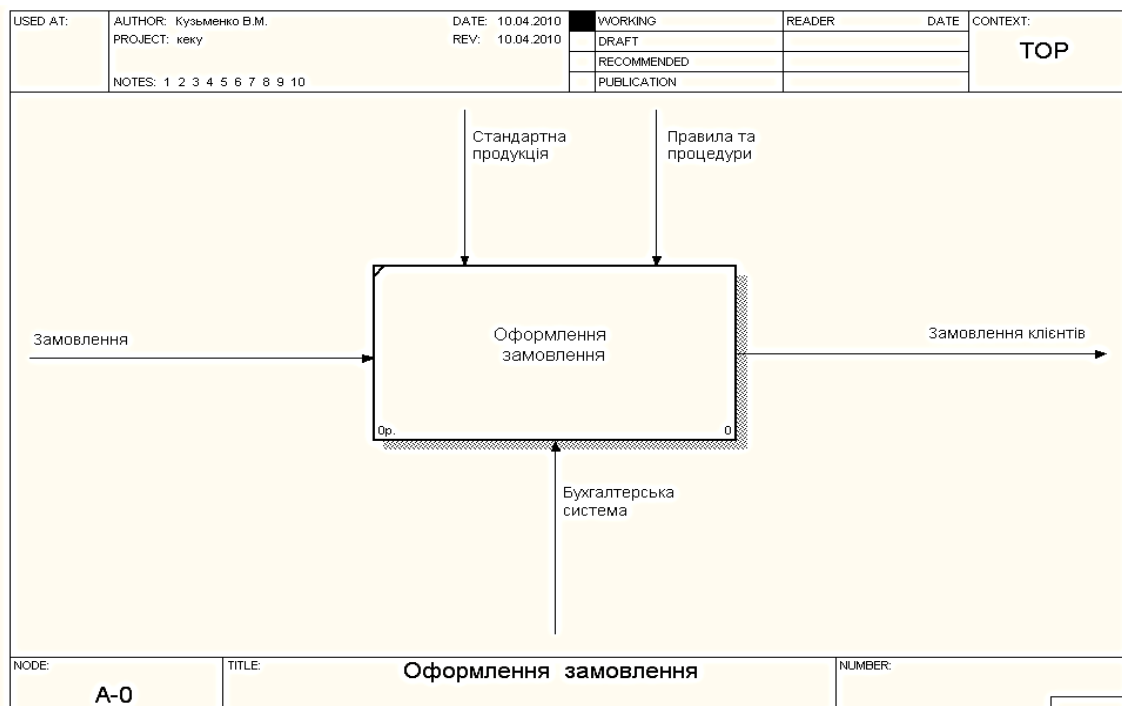 USED AT:
AUTHOR: Кузьменко В.М.
DATE: 10.04.2010
PROJECT: кеку
REV: 10.04.2010
NOTES: 1 2 3 4 5 6 7 8 9 10
WORKING
DRAFT
RECOMMENDED
PUBLICATION
READER DATE
CONTEXT:
TOP
Стандартна
продукція
Правила та
процедури
Замовлення
Оформлення
замовлення
0р.
0
Замовлення клієнтів
Бухгалтерська
система
NODE:
A-0
TITLE:
Оформлення замовлення
NUMBER: